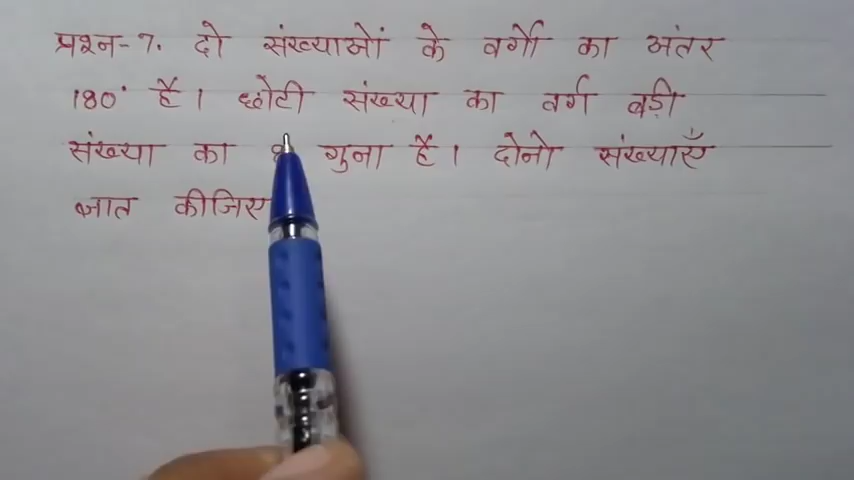 प्रश्न-7. दो संख्याओं के वर्गों का अंतर
180 है। छोटी संख्या का वर्ग बड़ी
संख्या का गुना है। दोनो संख्याएँ
ज्ञात कीजिए